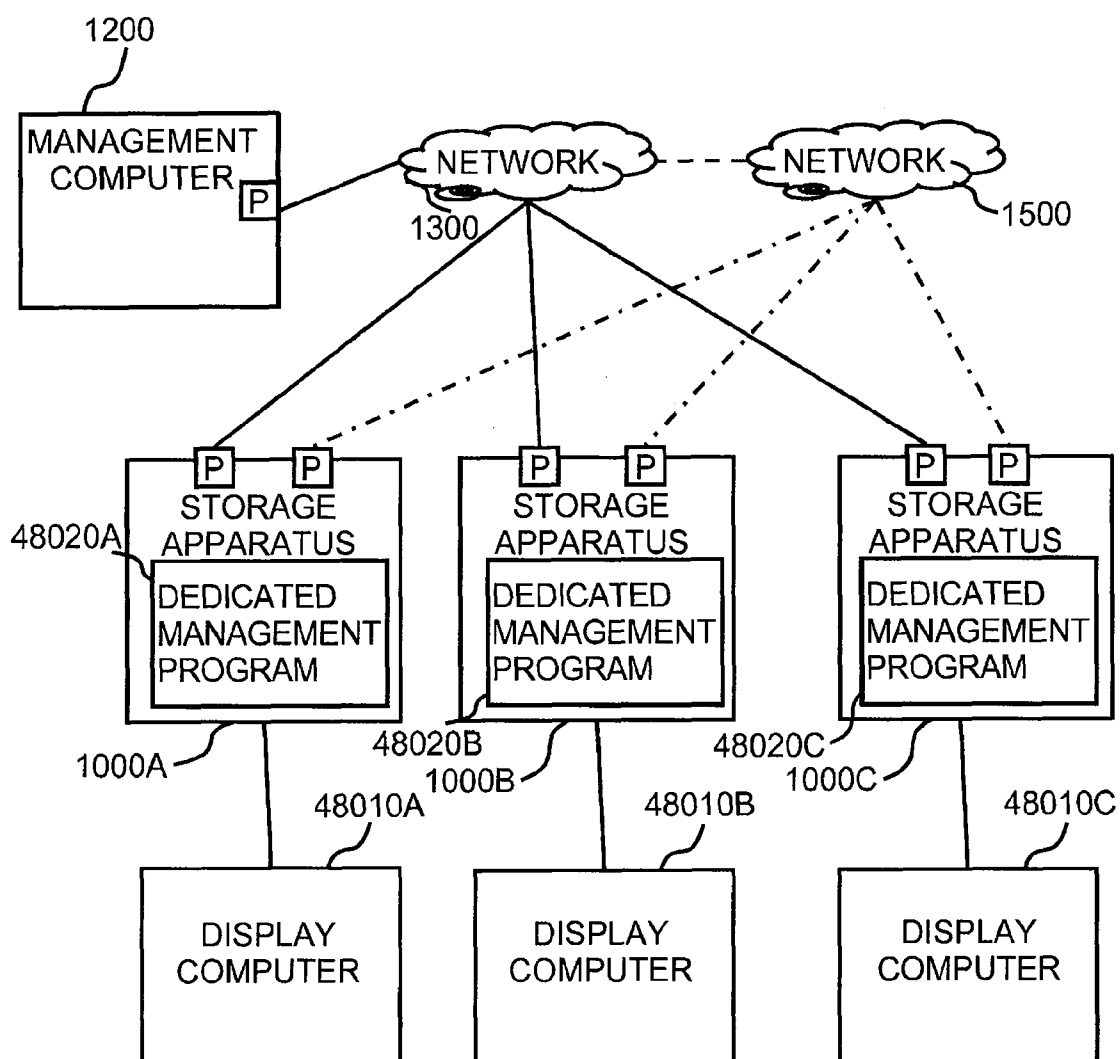 1200
MANAGEMENT
COMPUTER
P
NETWORK
1300
NETWORK
1500
P
P
STORAGE
APPARATUS
48020A
DEDICATED
MANAGEMENT
PROGRAM
1000A
P
P
STORAGE
APPARATUS
DEDICATED
MANAGEMENT
PROGRAM
48020B
1000B
P
P
STORAGE
APPARATUS
DEDICATED
MANAGEMENT
PROGRAM
48020C
1000C
48010A
DISPLAY
COMPUTER
48010B
DISPLAY
COMPUTER
48010C
DISPLAY
COMPUTER